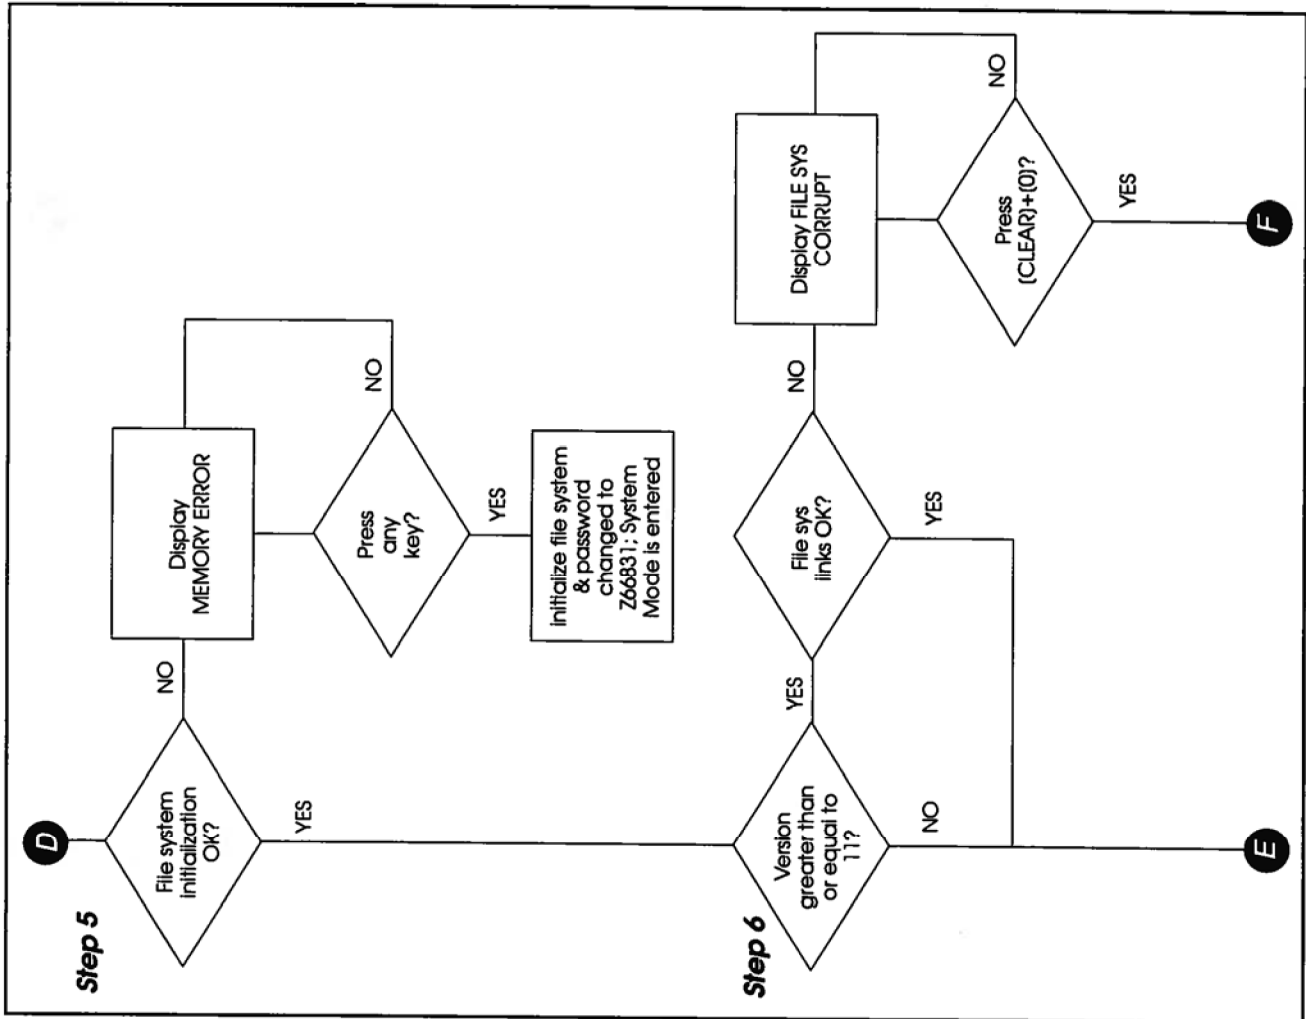 D
Step 5
File system
initialization
OK?
NO
Display
MEMORY ERROR
NO
Press
any
key?
YES
initialize file system
& password
changed to
Z66831; System
Mode is entered
YES
Step 6
Version
greater than
or equal to
11?
YES
File sys
links OK?
NO
Display FILE SYS
CORRUPT
NO
Press
(CLEAR)+(0)?
YES
F
YES
NO
E